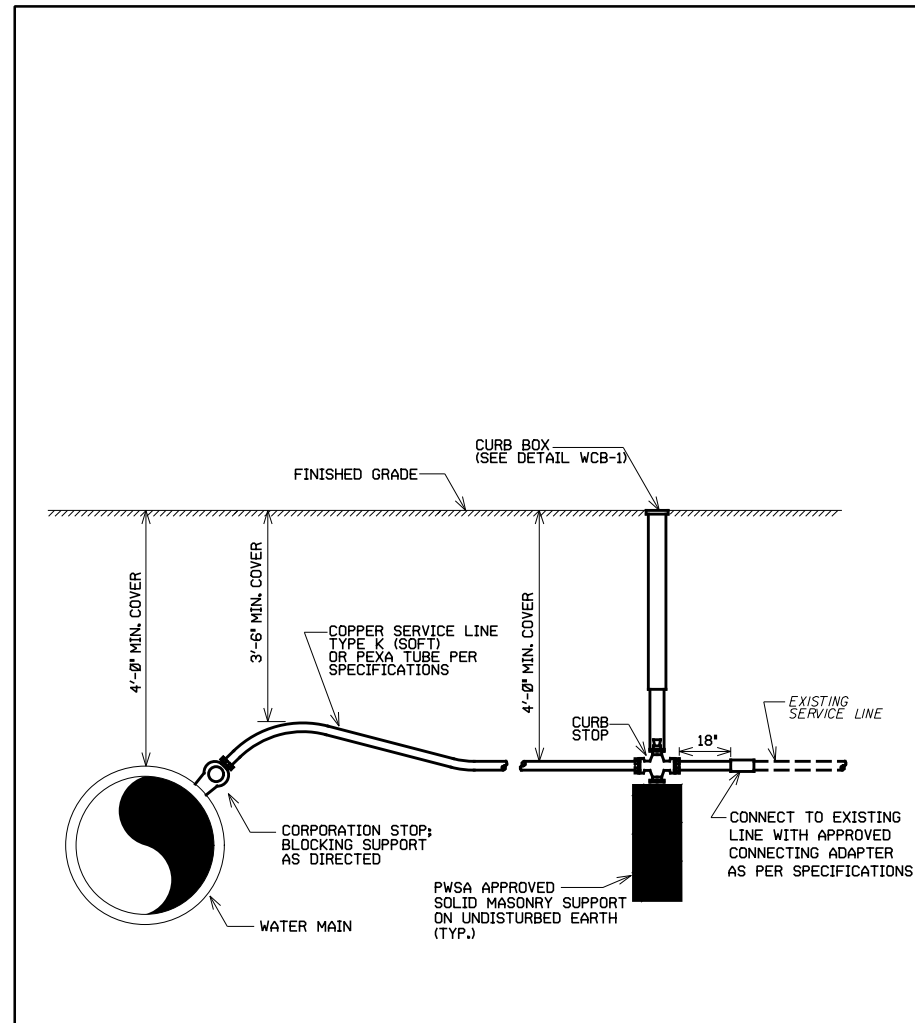 CURB BOX
(SEE DETAIL WCB-1)
FINISHED GRADE
4'-0" MIN. COVER
3'-6" MIN. COVER
4'-0" MIN. COVER
COPPER SERVICE LINE
TYPE K (SOFT)
OR PEXA TUBE PER
SPECIFICATIONS
EXISTING
SERVICE LINE
CURB
STOP
18"
CORPORATION STOP;
BLOCKING SUPPORT
AS DIRECTED
CONNECT TO EXISTING
LINE WITH APPROVED
CONNECTING ADAPTER
AS PER SPECIFICATIONS
PWSA APPROVED
SOLID MASONRY SUPPORT
ON UNDISTURBED EARTH
(TYP.)
WATER MAIN